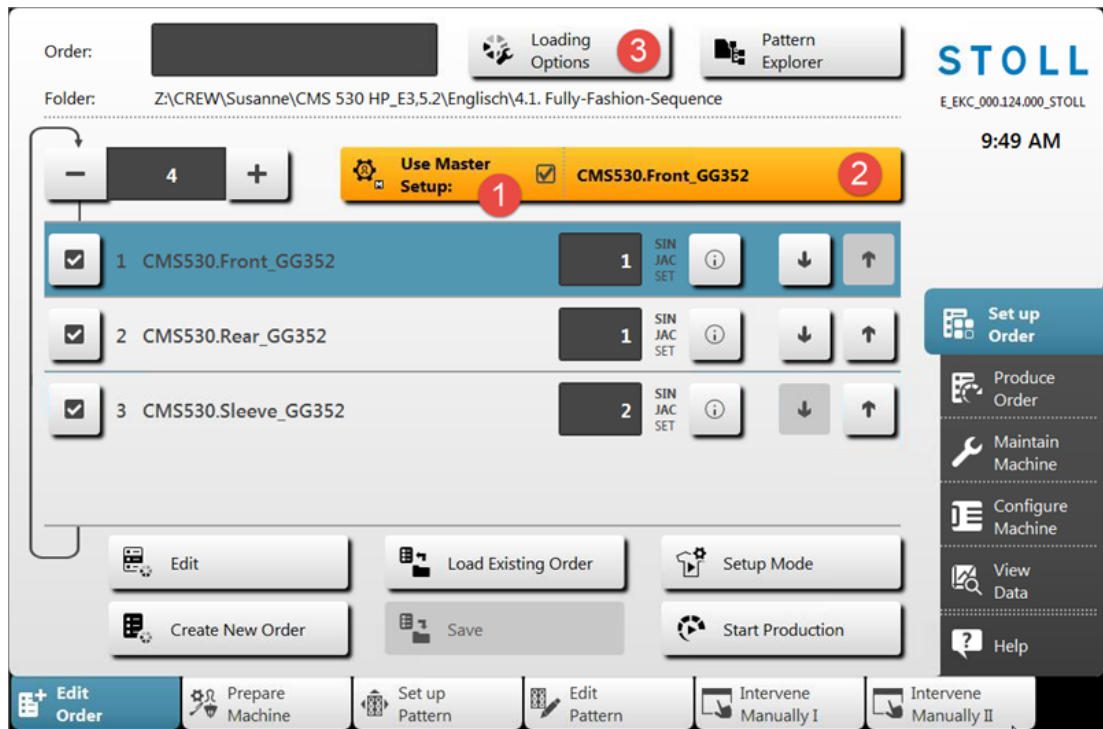 Order:
Loading
Options
3
Pattern
Explorer
STOLL
Folder:
Z:\CREW\Susanne\CMS 530 HP_E3,5.2\Englisch\4.1. Fully-Fashion-Sequence
E_EKC_000.124.000_STOLL
9:49 AM
4
Use Master
Setup:
1
CMS530.Front_GG352
2
1 CMS530.Front_GG352
1
SIN
JAC
SET
2 CMS530.Rear_GG352
1
SIN
JAC
SET
3 CMS530.Sleeve_GG352
2
SIN
JAC
SET
Set up
Order
Produce
Order
Maintain
Machine
Configure
Machine
View
Data
Help
Edit
Load Existing Order
Setup Mode
Create New Order
Save
Start Production
Edit
Order
Prepare
Machine
Set up
Pattern
Edit
Pattern
Intervene
Manually I
Intervene
Manually II